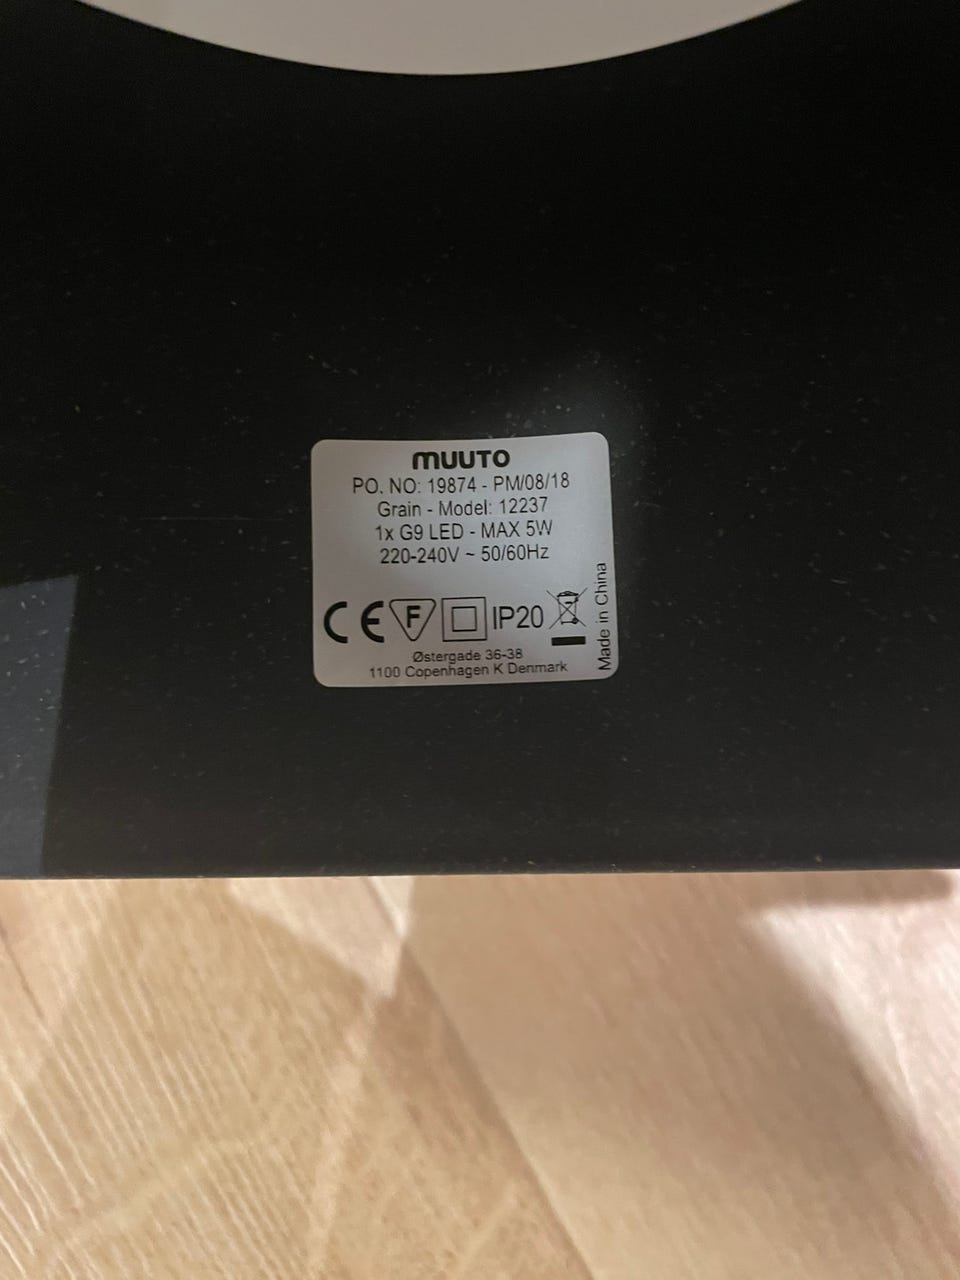 MUUTO
PO. NO: 19874 - PM/08/18
Grain - Model: 12237
1x G9 LED - MAX 5W
220-240V ~ 50/60Hz
CE F IP20
Made in China
Østergade 36-38
1100 Copenhagen K Denmark